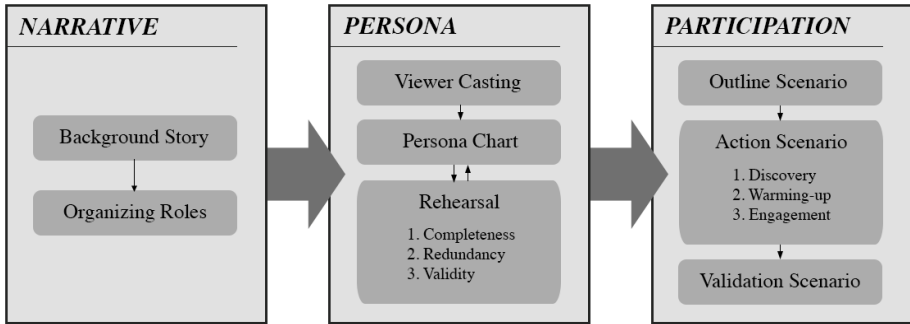 NARRATIVE
Background Story
Organizing Roles
PERSONA
Viewer Casting
Persona Chart
Rehearsal
1. Completeness
2. Redundancy
3. Validity
PARTICIPATION
Outline Scenario
Action Scenario
1. Discovery
2. Warming-up
3. Engagement
Validation Scenario